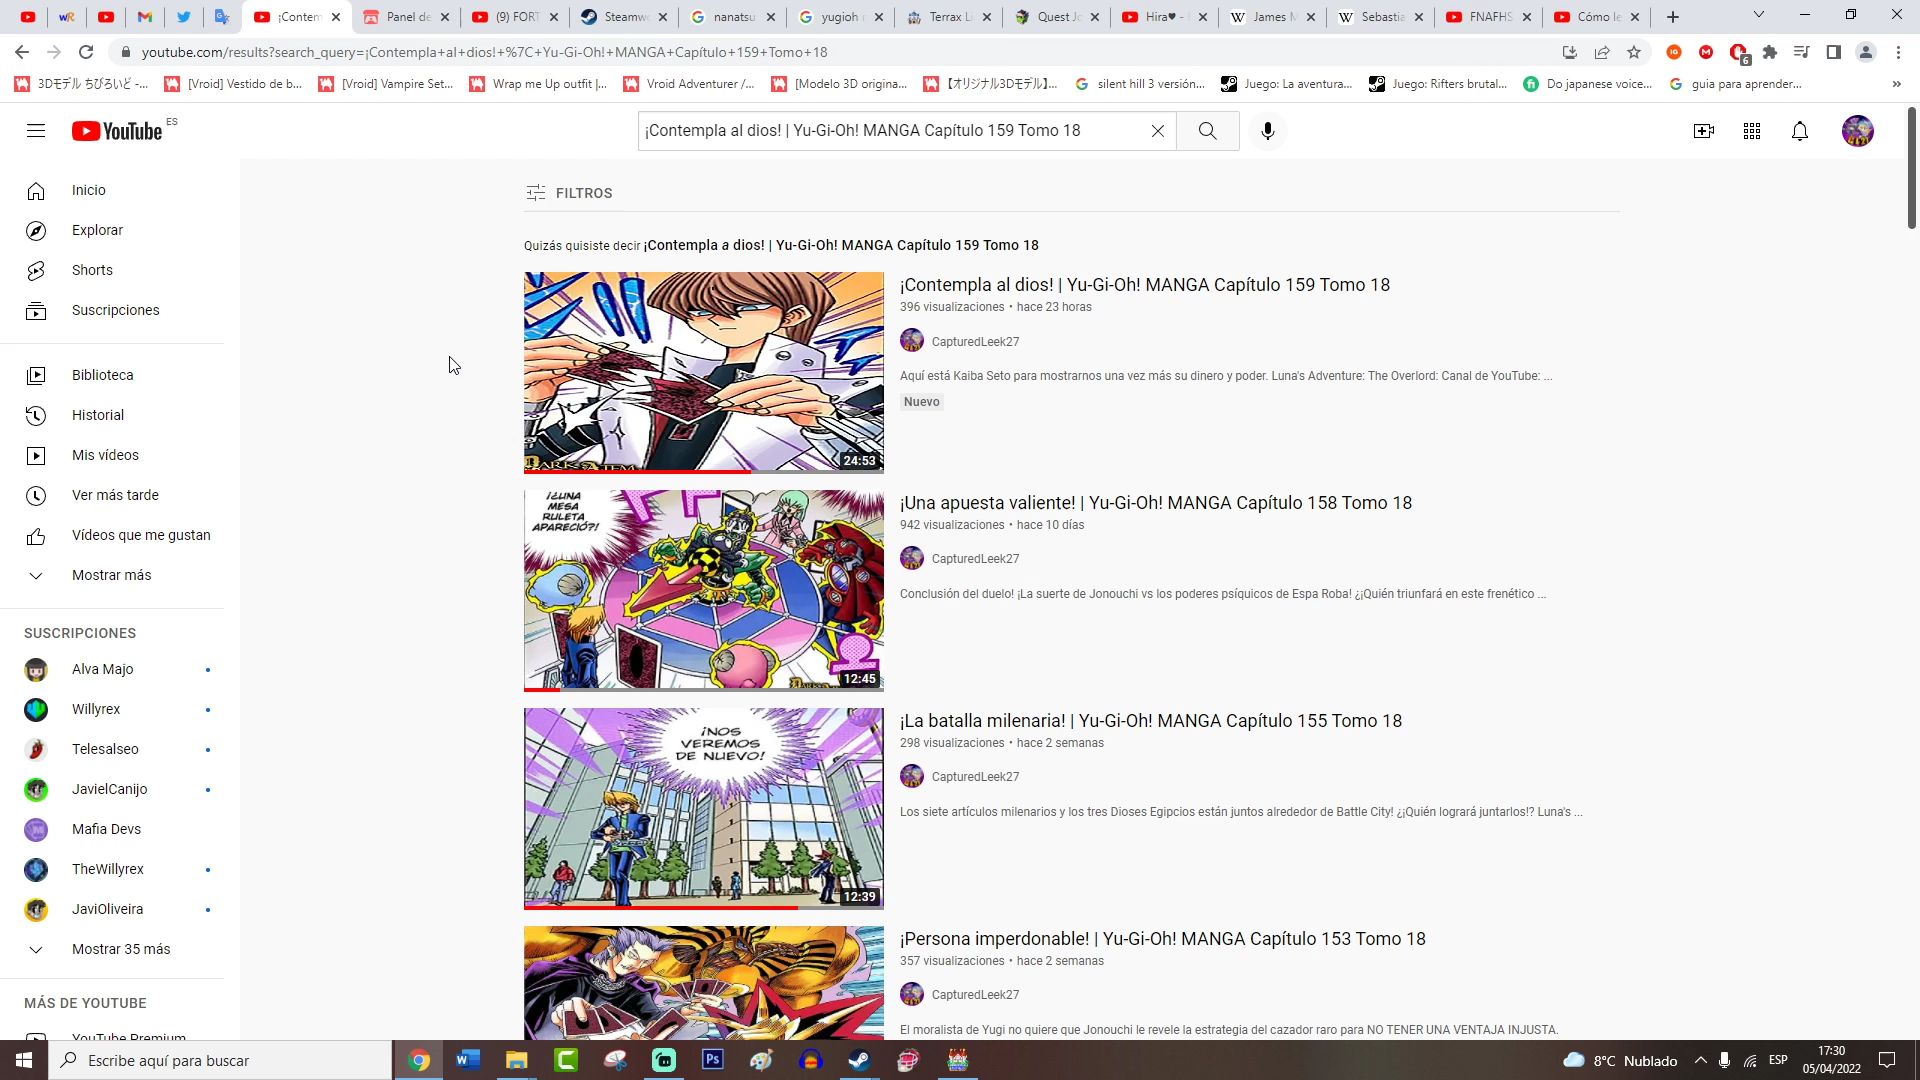 ¡Contem
Panel de
(9) FORT
Steamwo
nanatsu
yugioh
Terrax Li
Quest Jo
Hira♥ -
James M
Sebastia
FNAFHS
Cómo le
youtube.com/results?search_query=¡Contempla+al+dios!+%7C+Yu-Gi-Oh!+MANGA+Capítulo+159+Tomo+18
3Dモデル ちびろいど -...
[Vroid] Vestido de b...
[Vroid] Vampire Set...
Wrap me Up outfit |...
Vroid Adventurer /...
[Modelo 3D origina...
【オリジナル3Dモデル】...
silent hill 3 versión...
Juego: La aventura...
Juego: Rifters brutal...
Do japanese voice...
guia para aprender...
»
YouTube ES
¡Contempla al dios! | Yu-Gi-Oh! MANGA Capítulo 159 Tomo 18
Inicio
Explorar
Shorts
Suscripciones
Biblioteca
Historial
Mis vídeos
Ver más tarde
Vídeos que me gustan
Mostrar más
SUSCRIPCIONES
Alva Majo
Willyrex
Telesalseo
JavielCanijo
Mafia Devs
TheWillyrex
JaviOliveira
Mostrar 35 más
MÁS DE YOUTUBE
YouTube Premium
FILTROS
Quizás quisiste decir ¡Contempla a dios! | Yu-Gi-Oh! MANGA Capítulo 159 Tomo 18
24:53
¡Contempla al dios! | Yu-Gi-Oh! MANGA Capítulo 159 Tomo 18
396 visualizaciones • hace 23 horas
CapturedLeek27
Aquí está Kaiba Seto para mostrarnos una vez más su dinero y poder. Luna's Adventure: The Overlord: Canal de YouTube: ...
Nuevo
¡¿UNA
MESA
RULETA
APARECIÓ?!
12:45
¡Una apuesta valiente! | Yu-Gi-Oh! MANGA Capítulo 158 Tomo 18
942 visualizaciones • hace 10 días
CapturedLeek27
Conclusión del duelo! ¡La suerte de Jonouchi vs los poderes psíquicos de Espa Roba! ¿¡Quién triunfará en este frenético ...
¡NOS
VEREMOS
DE NUEVO!
12:39
¡La batalla milenaria! | Yu-Gi-Oh! MANGA Capítulo 155 Tomo 18
298 visualizaciones • hace 2 semanas
CapturedLeek27
Los siete artículos milenarios y los tres Dioses Egipcios están juntos alrededor de Battle City! ¿¡Quién logrará juntarlos!? Luna's ...
¡Persona imperdonable! | Yu-Gi-Oh! MANGA Capítulo 153 Tomo 18
357 visualizaciones • hace 2 semanas
CapturedLeek27
El moralista de Yugi no quiere que Jonouchi le revele la estrategia del cazador raro para NO TENER UNA VENTAJA INJUSTA.
Escribe aquí para buscar
8°C Nublado
ESP
17:30
05/04/2022